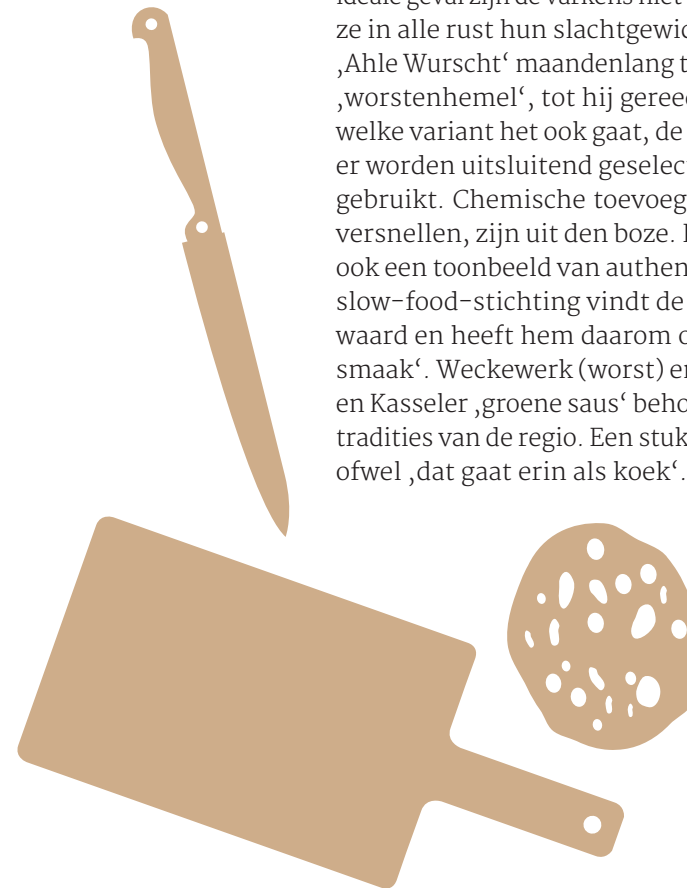 ideale geval zijn de varkens niet
ze in alle rust hun slachtgewic
‚Ahle Wurscht‘ maandenlang t
‚worstenhemel‘, tot hij geree
welke variant het ook gaat, de
er worden uitsluitend geselec
gebruikt. Chemische toevoeg
versnellen, zijn uit den boze.
ook een toonbeeld van authen
slow-food-stichting vindt de
waard en heeft hem daarom o
smaak‘. Weckewerk (worst) en
en Kasseler ‚groene saus‘ beho
tradities van de regio. Een stuk
ofwel ‚dat gaat erin als koek‘.